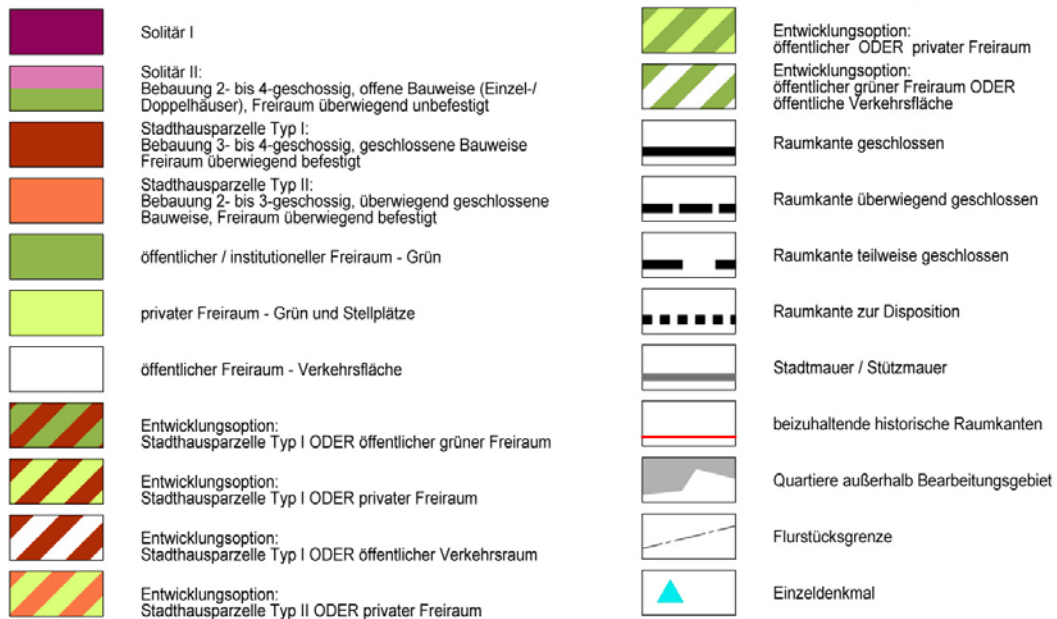 Solitär I
Solitär II:
Bebauung 2- bis 4-geschossig, offene Bauweise (Einzel-/
Doppelhäuser), Freiraum überwiegend unbefestigt
Stadthausparzelle Typ I:
Bebauung 3- bis 4-geschossig, geschlossene Bauweise
Freiraum überwiegend befestigt
Stadthausparzelle Typ II:
Bebauung 2- bis 3-geschossig, überwiegend geschlossene
Bauweise, Freiraum überwiegend befestigt
öffentlicher / institutioneller Freiraum - Grün
privater Freiraum - Grün und Stellplätze
öffentlicher Freiraum - Verkehrsfläche
Entwicklungsoption:
Stadthausparzelle Typ I ODER öffentlicher grüner Freiraum
Entwicklungsoption:
Stadthausparzelle Typ I ODER privater Freiraum
Entwicklungsoption:
Stadthausparzelle Typ I ODER öffentlicher Verkehrsraum
Entwicklungsoption:
Stadthausparzelle Typ II ODER privater Freiraum
Entwicklungsoption:
öffentlicher ODER privater Freiraum
Entwicklungsoption:
öffentlicher grüner Freiraum ODER
öffentliche Verkehrsfläche
Raumkante geschlossen
Raumkante überwiegend geschlossen
Raumkante teilweise geschlossen
Raumkante zur Disposition
Stadtmauer / Stützmauer
beizuhaltende historische Raumkanten
Quartiere außerhalb Bearbeitungsgebiet
Flurstücksgrenze
Einzeldenkmal